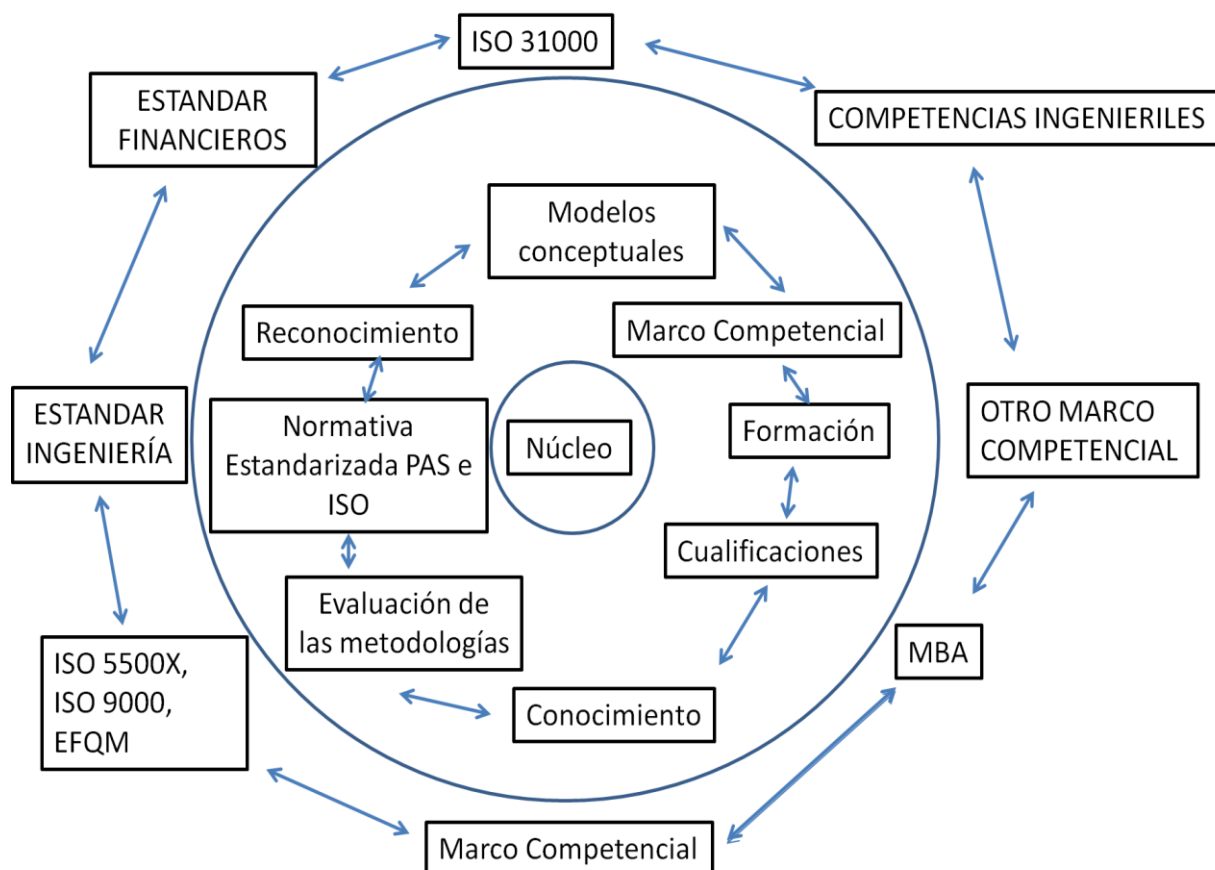 ISO 31000
ESTANDAR
FINANCIEROS
COMPETENCIAS INGENIERILES
Modelos
conceptuales
Reconocimiento
Marco Competencial
ESTANDAR
INGENIERÍA
Normativa
Estandarizada PAS e
ISO
Núcleo
Formación
OTRO MARCO
COMPETENCIAL
Cualificaciones
Evaluación de
las metodologías
ISO 5500X,
ISO 9000,
EFQM
MBA
Conocimiento
Marco Competencial